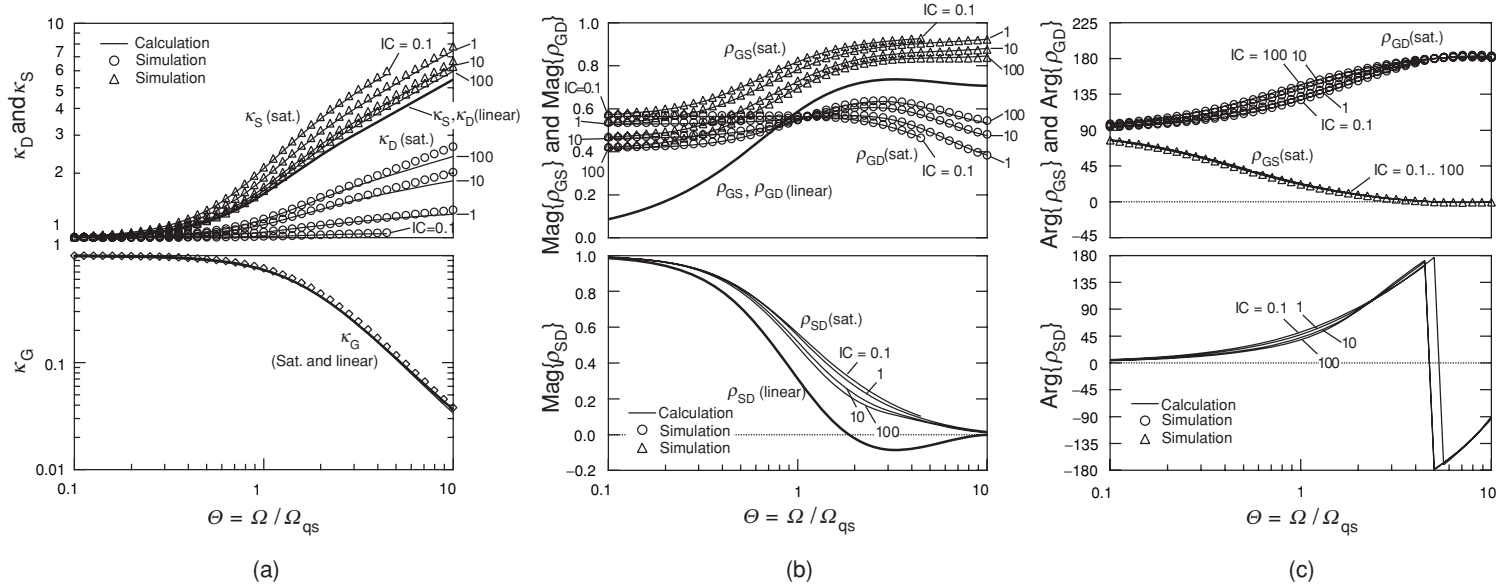 κD and κS
10
7
6
5
4
3
2
1
Calculation
Simulation
Simulation
IC = 0.1
1
10
100
κS (sat.)
κS, κD (linear)
κD (sat.)
100
10
1
IC=0.1
κG
1
0.1
0.01
κG
(Sat. and linear)
0.1
1
10
Θ = Ω / Ωqs
(a)
Mag{ρGS} and Mag{ρGD}
1.0
0.8
0.6
0.4
0.2
0.0
IC = 0.1
ρGS(sat.)
1
10
100
IC=0.1
1
10
100
100
10
1
ρGD(sat.)
IC = 0.1
ρGS , ρGD (linear)
Mag{ρSD}
1.0
0.8
0.6
0.4
0.2
0.0
−0.2
ρSD(sat.)
IC = 0.1
1
ρSD (linear)
10
100
Calculation
Simulation
Simulation
0.1
1
10
Θ = Ω / Ωqs
(b)
Arg{ρGS} and Arg{ρGD}
225
180
135
90
45
0
−45
ρGD(sat.)
IC = 100 10
1
IC = 0.1
ρGS(sat.)
IC = 0.1.. 100
Arg{ρSD}
180
135
90
45
0
−45
−90
−135
−180
IC = 0.1
1
10
100
Calculation
Simulation
Simulation
0.1
1
10
Θ = Ω / Ωqs
(c)